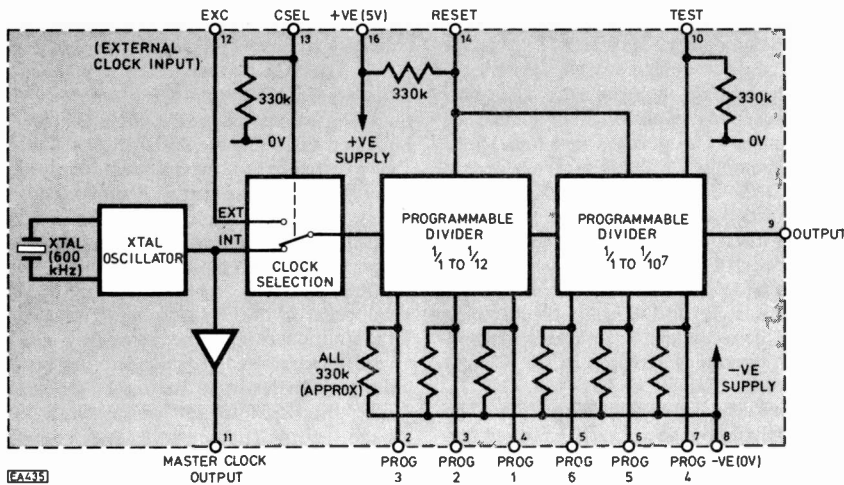 EXC CSEL +VE(5V) RESET TEST
12 13 16 14 10
(EXTERNAL
CLOCK INPUT)
330k
0V
330k
+VE
SUPPLY
330k
0V
XTAL
(600
kHz)
XTAL
OSCILLATOR
EXT
INT
CLOCK
SELECTION
PROGRAMMABLE
DIVIDER
1/1 TO 1/12
PROGRAMMABLE
DIVIDER
1/1 TO 1/10⁷
9
OUTPUT
ALL
330k
(APPROX)
-VE
SUPPLY
11 2 3 4 5 6 7 8
MASTER CLOCK
OUTPUT
PROG
3
PROG
2
PROG
1
PROG
6
PROG
5
PROG
4
-VE(0V)
EA435